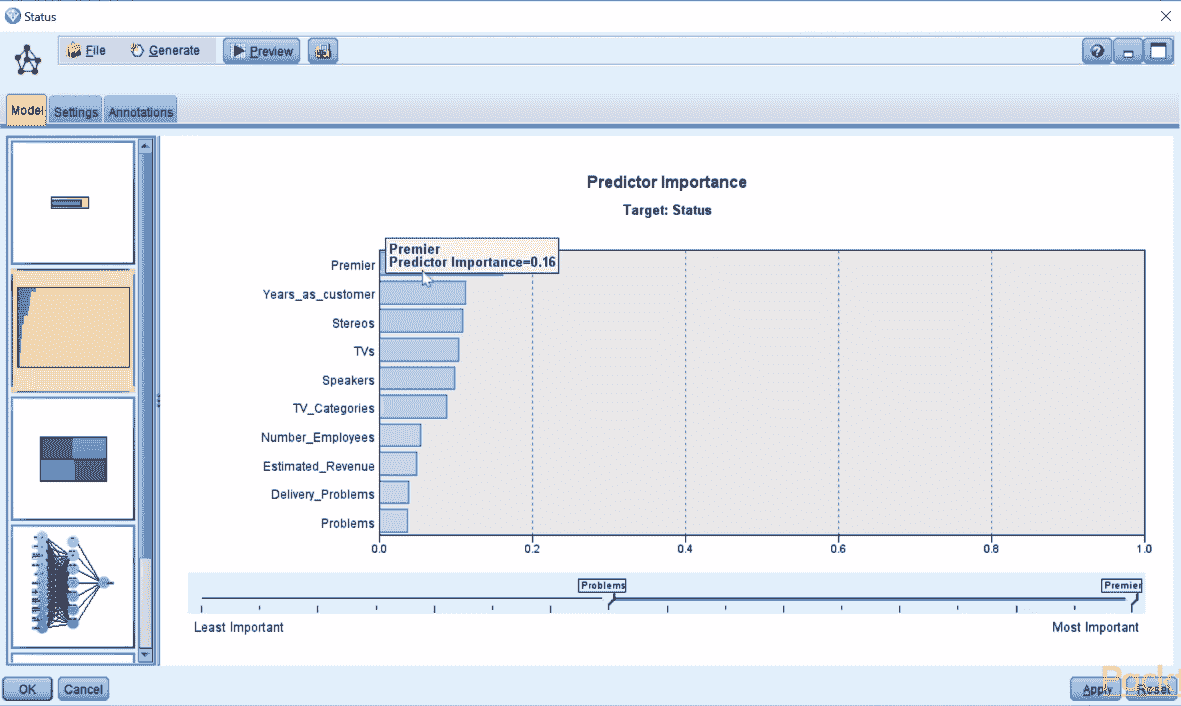 Status
File Generate Preview
Model Settings Annotations
Predictor Importance
Target: Status
Premier
Predictor Importance=0.16
Premier
Years_as_customer
Stereos
TVs
Speakers
TV_Categories
Number_Employees
Estimated_Revenue
Delivery_Problems
Problems
0.0 0.2 0.4 0.6 0.8 1.0
Problems Premier
Least Important Most Important
OK Cancel Apply Reset